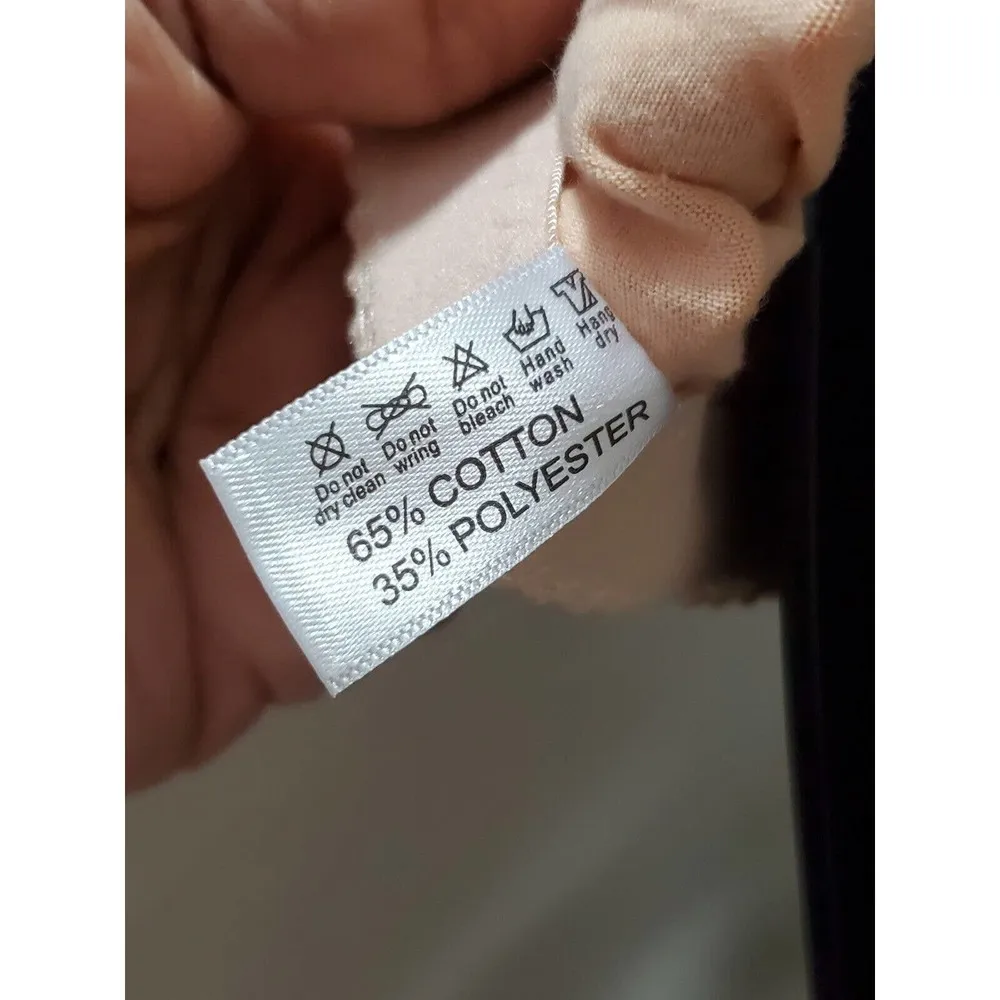 Do not
dry clean
Do not
wring
Do not
bleach
Hand
wash
Hang
dry
65% COTTON
35% POLYESTER